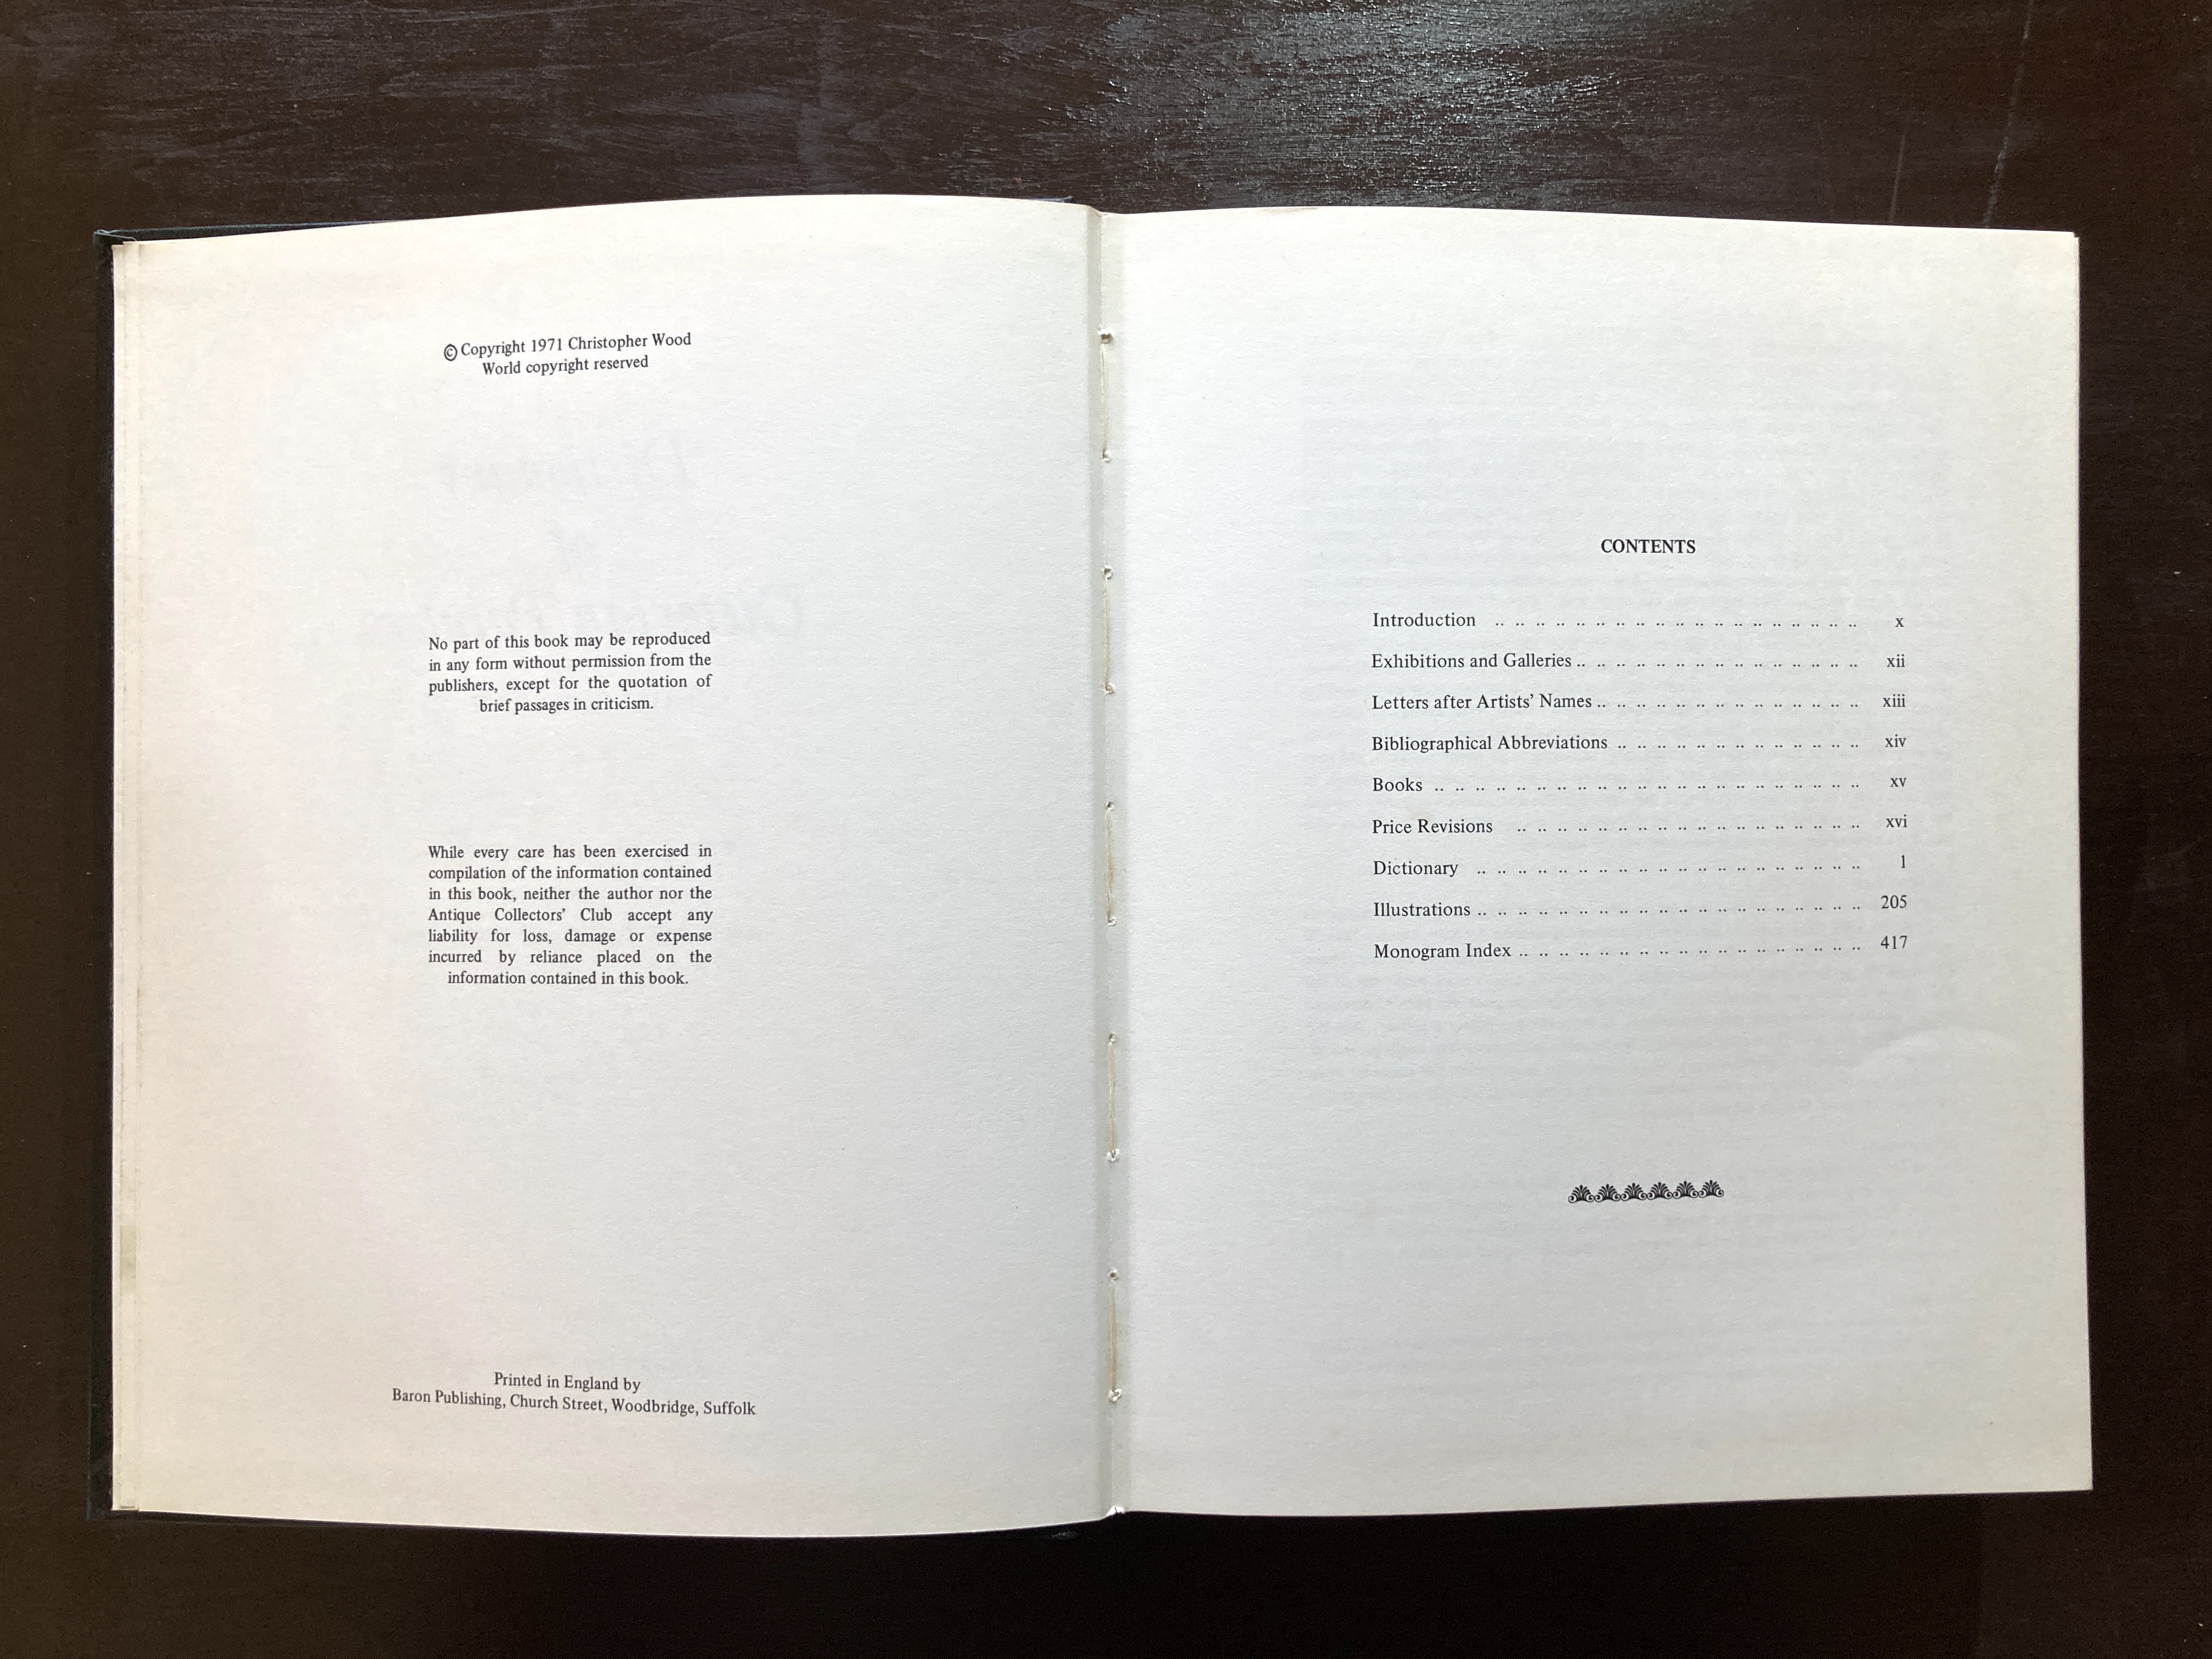 © Copyright 1971 Christopher Wood
World copyright reserved
No part of this book may be reproduced
in any form without permission from the
publishers, except for the quotation of
brief passages in criticism.
While every care has been exercised in
compilation of the information contained
in this book, neither the author nor the
Antique Collectors' Club accept any
liability for loss, damage or expense
incurred by reliance placed on the
information contained in this book.
Printed in England by
Baron Publishing, Church Street, Woodbridge, Suffolk
CONTENTS
Introduction .. .. .. .. .. .. .. .. .. .. .. .. .. .. .. .. .. .. x
Exhibitions and Galleries .. .. .. .. .. .. .. .. .. .. .. .. .. .. xii
Letters after Artists’ Names .. .. .. .. .. .. .. .. .. .. .. .. .. xiii
Bibliographical Abbreviations .. .. .. .. .. .. .. .. .. .. .. .. xiv
Books .. .. .. .. .. .. .. .. .. .. .. .. .. .. .. .. .. .. .. .. .. xv
Price Revisions .. .. .. .. .. .. .. .. .. .. .. .. .. .. .. .. .. xvi
Dictionary .. .. .. .. .. .. .. .. .. .. .. .. .. .. .. .. .. .. .. 1
Illustrations .. .. .. .. .. .. .. .. .. .. .. .. .. .. .. .. .. .. .. 205
Monogram Index .. .. .. .. .. .. .. .. .. .. .. .. .. .. .. .. .. 417